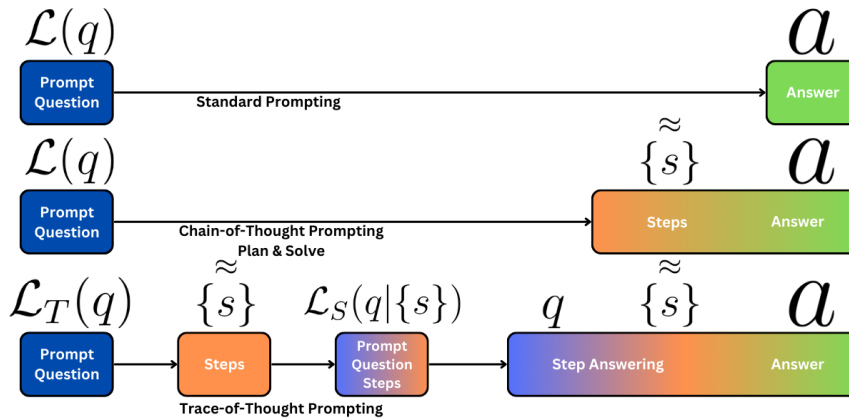 ℒ(q) a
Prompt Question Answer
Standard Prompting
≈
ℒ(q) {s} a
Prompt Question Steps Answer
Chain-of-Thought Prompting
Plan & Solve
≈ ≈
ℒ_T(q) {s} ℒ_S(q|{s}) q {s} a
Prompt Question Steps Prompt Question Steps Step Answering Answer
Trace-of-Thought Prompting